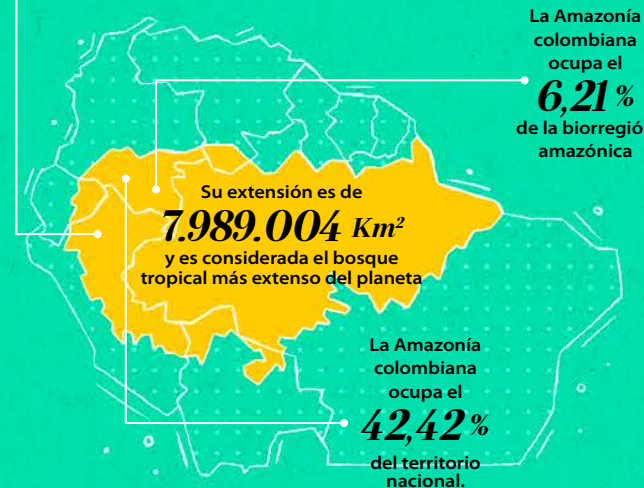 La Amazonía
colombiana
ocupa el
6,21 %
de la biorregió
amazónica
Su extensión es de
7.989.004 Km²
y es considerada el bosque
tropical más extenso del planeta
La Amazonía
colombiana
ocupa el
42,42 %
del territorio
nacional.